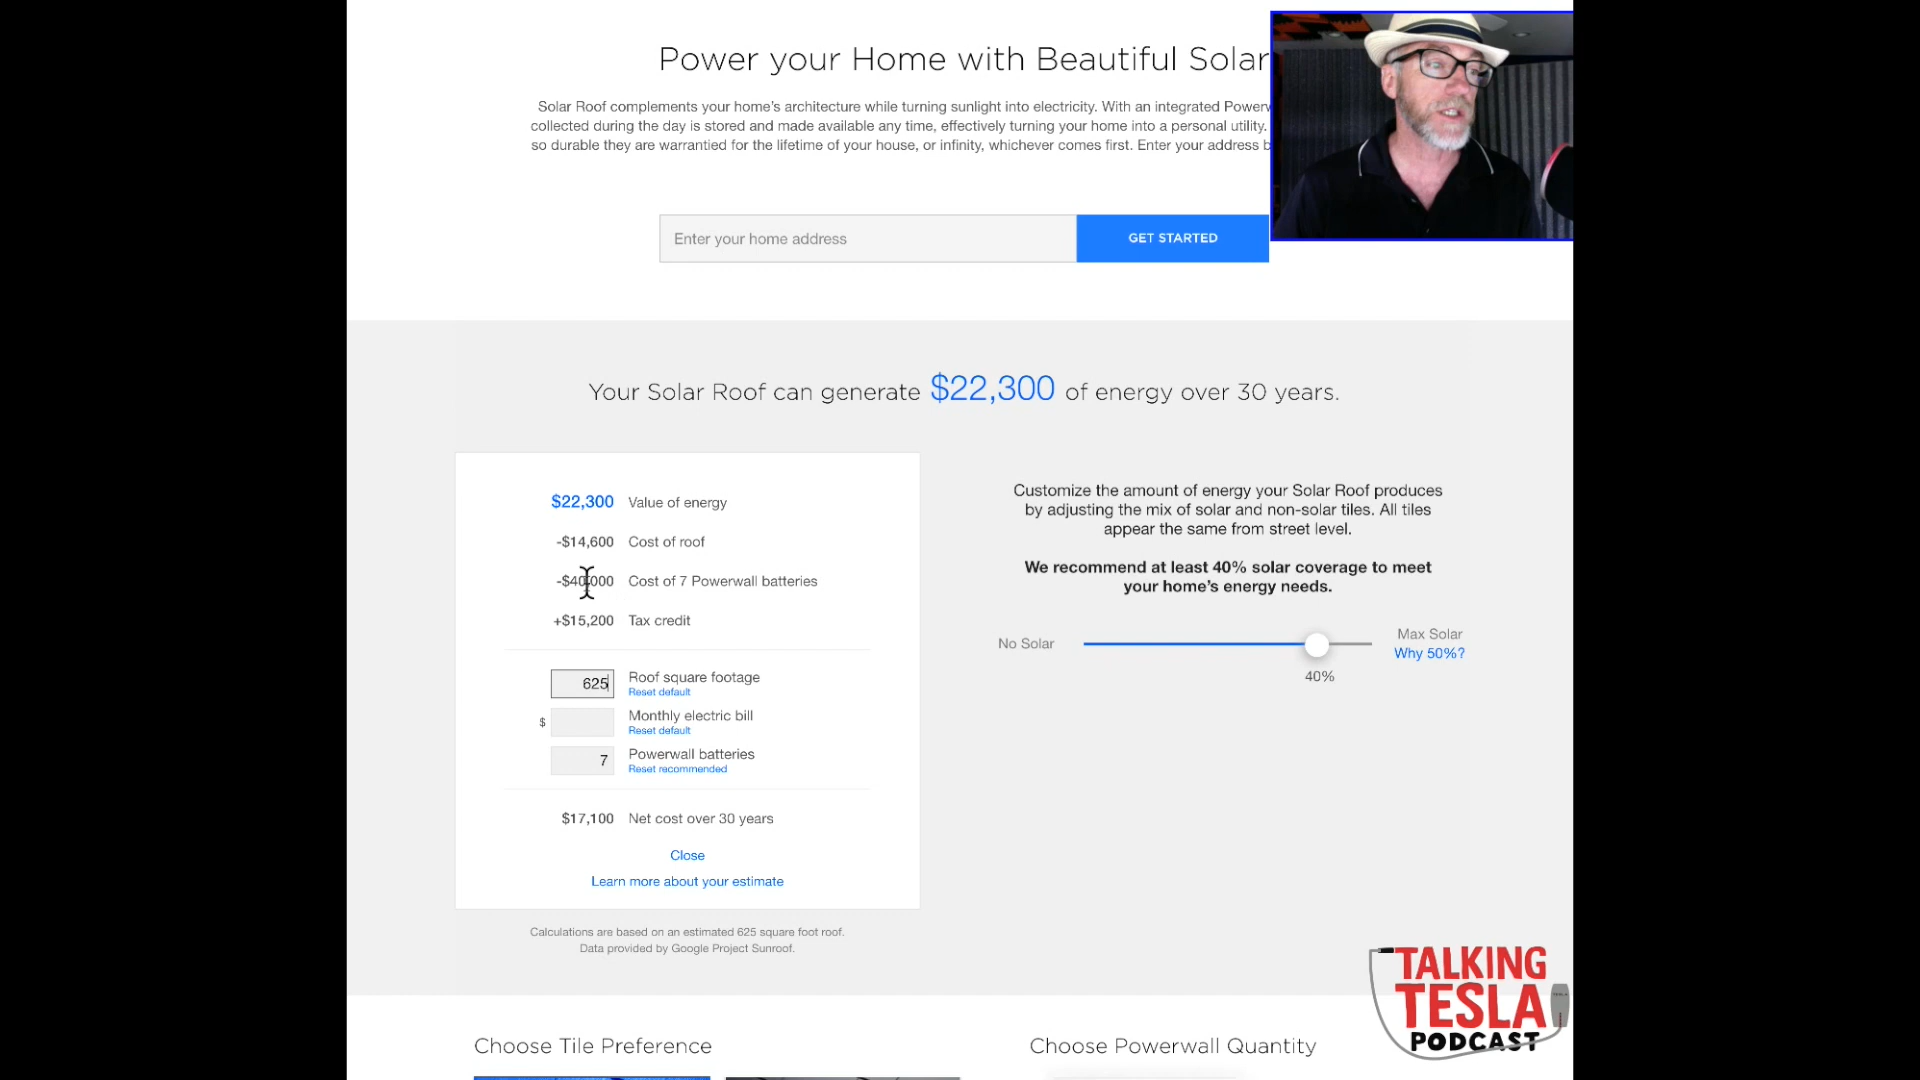 Power your Home with Beautiful Solar
Solar Roof complements your home's architecture while turning sunlight into electricity. With an integrated
collected during the day is stored and made available any time, effectively turning your home into a personal utility.
so durable they are warrantied for the lifetime of your house, or infinity, whichever comes first. Enter your address
Enter your home address
GET STARTED
Your Solar Roof can generate $22,300 of energy over 30 years.
$22,300 Value of energy
-$14,600 Cost of roof
-$40,000 Cost of 7 Powerwall batteries
+$15,200 Tax credit
625 Roof square footage
Reset default
$ Monthly electric bill
Reset default
7 Powerwall batteries
Reset recommended
$17,100 Net cost over 30 years
Close
Learn more about your estimate
Calculations are based on an estimated 625 square foot roof.
Data provided by Google Project Sunroof.
Customize the amount of energy your Solar Roof produces
by adjusting the mix of solar and non-solar tiles. All tiles
appear the same from street level.
We recommend at least 40% solar coverage to meet
your home's energy needs.
No Solar
Max Solar
Why 50%?
40%
Choose Tile Preference
Choose Powerwall Quantity
TALKING
TESLA
PODCAST